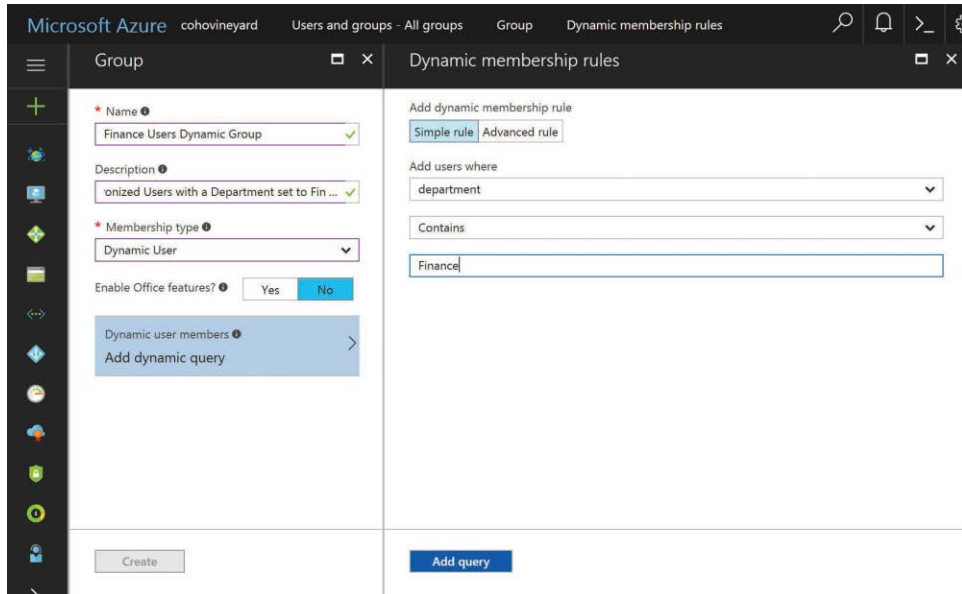 Microsoft Azure cohovineyard Users and groups - All groups Group Dynamic membership rules
Group
* Name
Finance Users Dynamic Group
Description
onized Users with a Department set to Fin ...
* Membership type
Dynamic User
Enable Office features? Yes No
Dynamic user members
Add dynamic query
Create
Dynamic membership rules
Add dynamic membership rule
Simple rule Advanced rule
Add users where
department
Contains
Finance
Add query